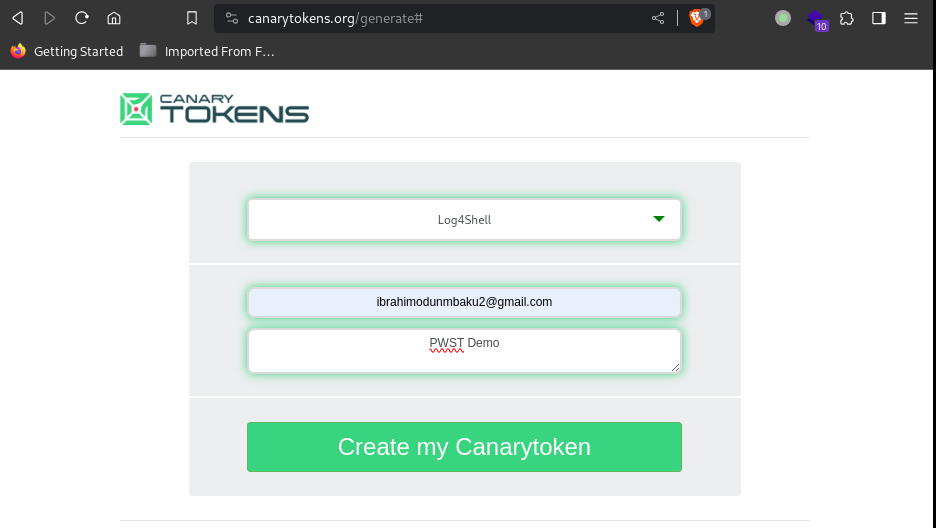 canarytokens.org/generate#
1
10
Getting Started
Imported From F...
CANARY
TOKENS
Log4Shell
ibrahimodunmbaku2@gmail.com
PWST Demo
Create my Canarytoken